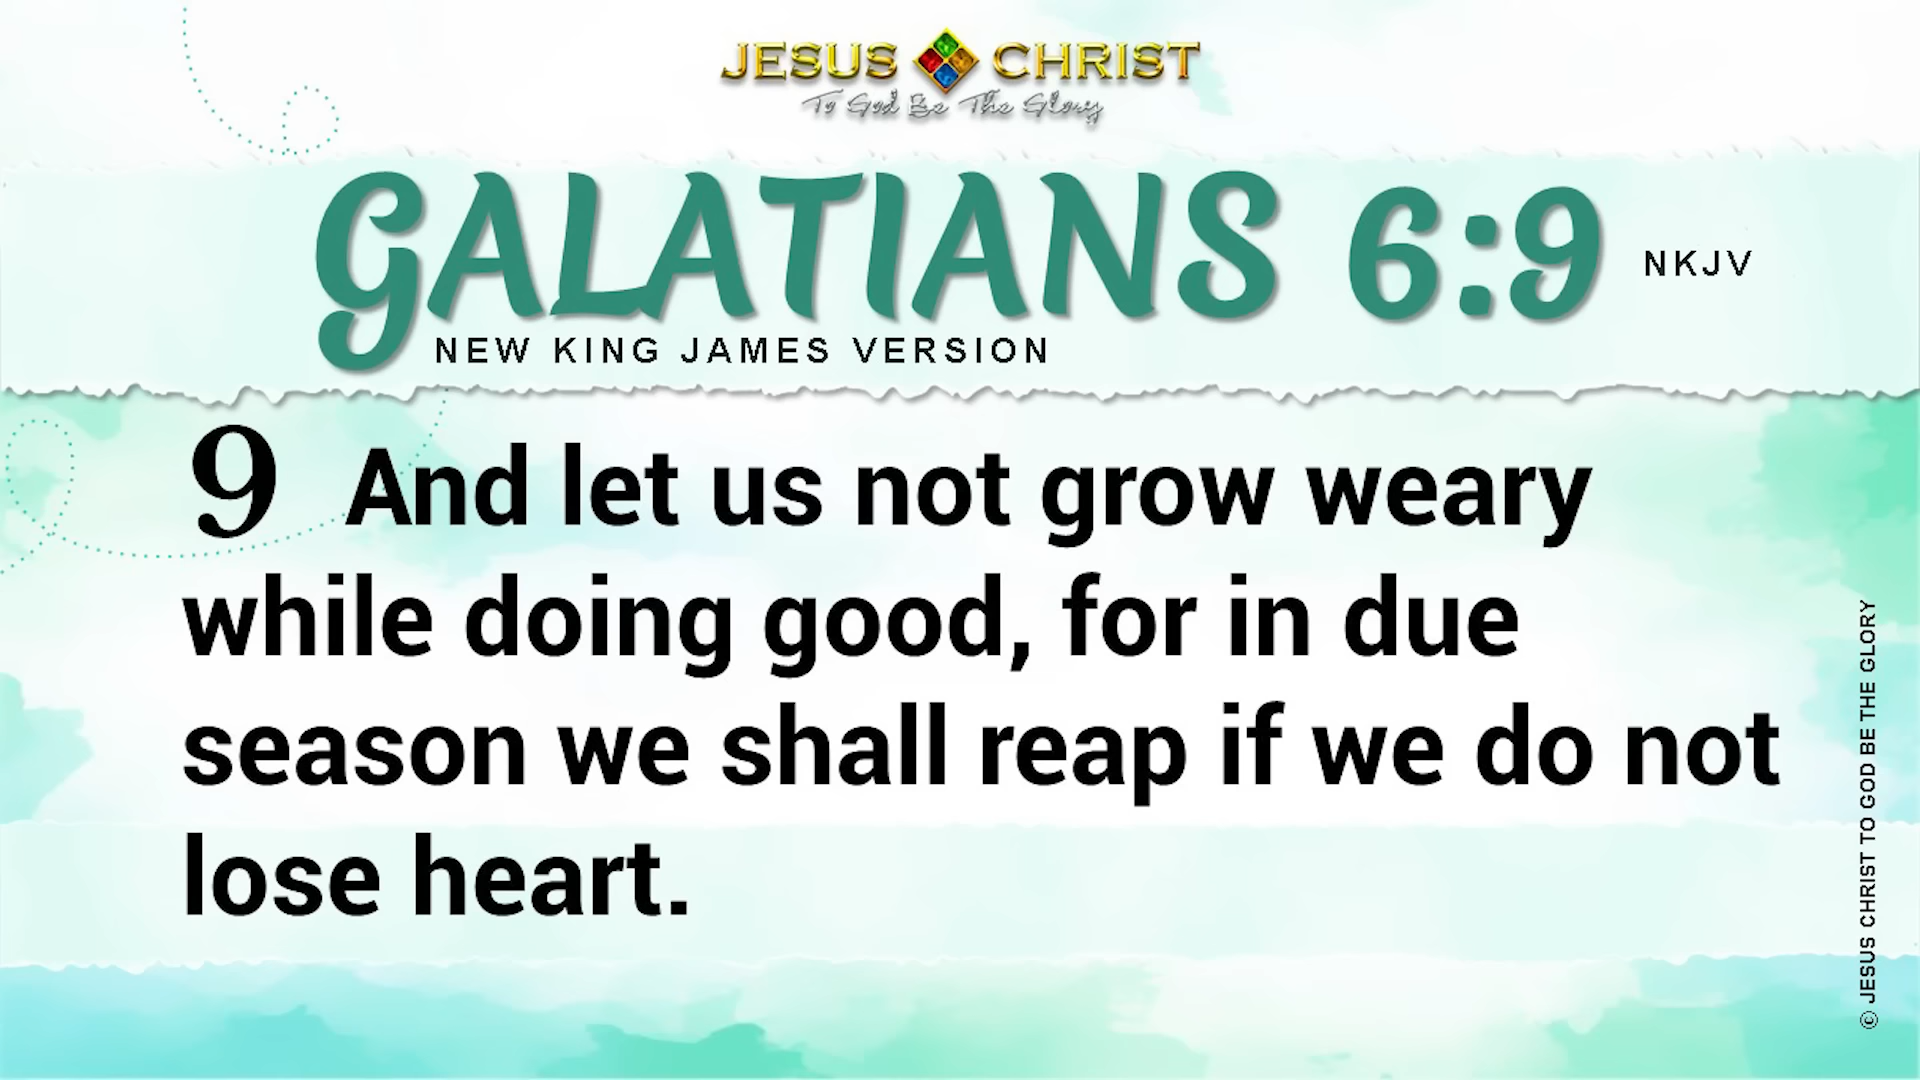 JESUS CHRIST
To God Be The Glory
GALATIANS 6:9 NKJV
NEW KING JAMES VERSION
9 And let us not grow weary
while doing good, for in due
season we shall reap if we do not
lose heart.
© JESUS CHRIST TO GOD BE THE GLORY